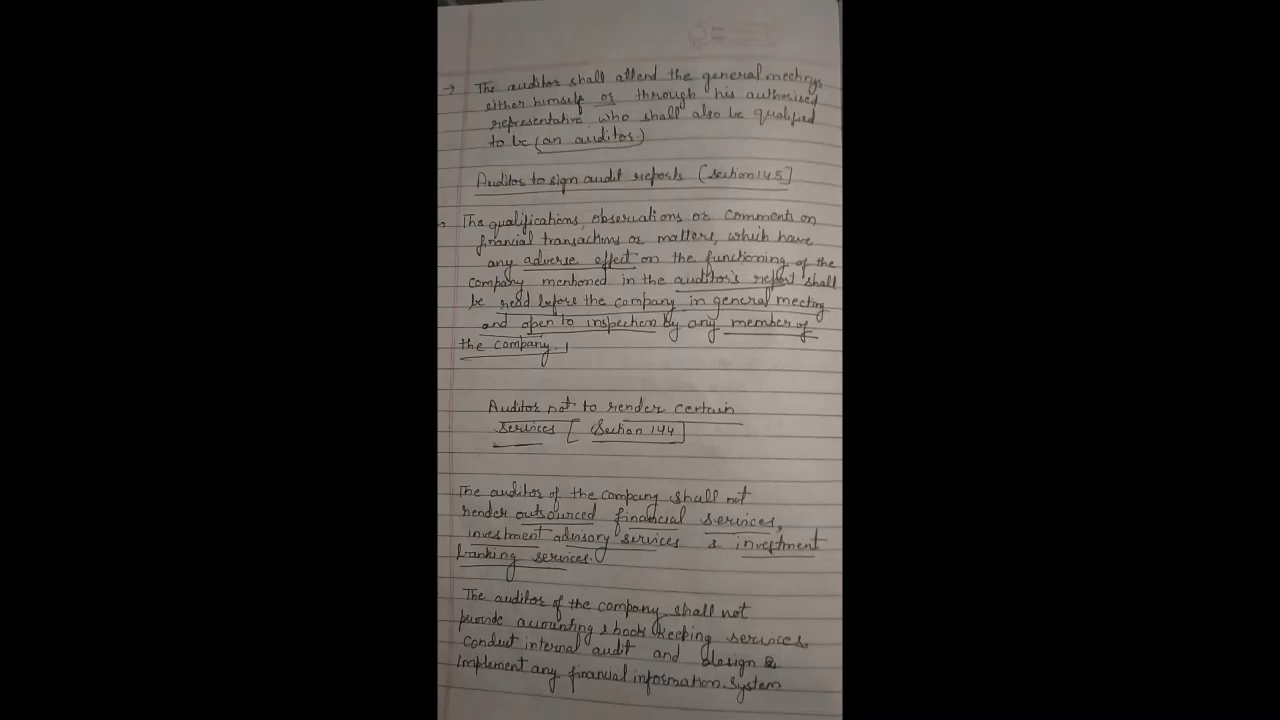 → The auditor shall attend the general meetings
either himself or through his authorised
representative who shall also be qualified
to be (an auditor.)
Auditor to sign audit reports [Section 145]
→ The qualifications, observations or comments on
financial transactions or matters, which have
any adverse effect on the functioning of the
company mentioned in the auditor's report shall
be read before the company in general meeting
and open to inspection by any member of
the company.
Auditor not to render certain
services [Section 144]
The auditor of the company shall not
render outsourced financial services,
investment advisory services & investment
banking services.
The auditor of the company shall not
provide accounting & book keeping services
conduct internal audit and design &
implement any financial information system